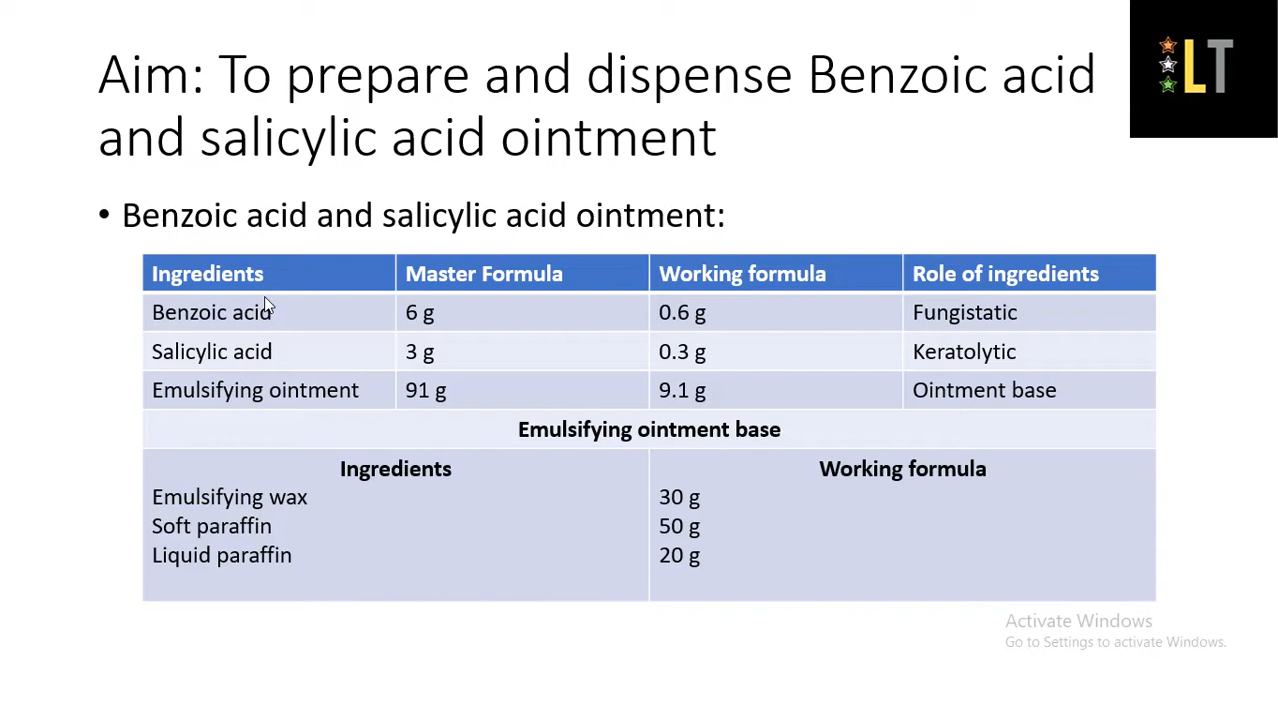 LT
Aim: To prepare and dispense Benzoic acid
and salicylic acid ointment
• Benzoic acid and salicylic acid ointment:
Ingredients Master Formula Working formula Role of ingredients
Benzoic acid 6 g 0.6 g Fungistatic
Salicylic acid 3 g 0.3 g Keratolytic
Emulsifying ointment 91 g 9.1 g Ointment base
Emulsifying ointment base
Ingredients Working formula
Emulsifying wax 30 g
Soft paraffin 50 g
Liquid paraffin 20 g
Activate Windows
Go to Settings to activate Windows.